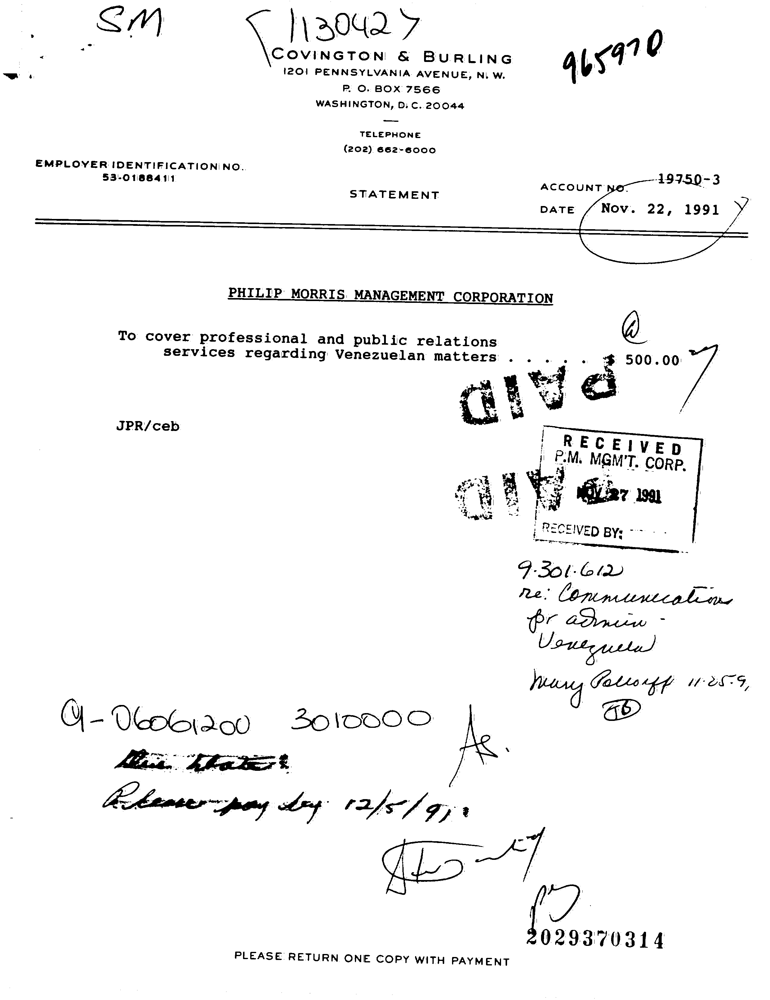 SM
113042
965970
COVINGTON & BURLING
1201 PENNSYLVANIA AVENUE, N. W.
P. O. BOX 7566
WASHINGTON, D. C. 20044
TELEPHONE
(202) 662-6000
EMPLOYER IDENTIFICATION NO.
53-0188411
STATEMENT
ACCOUNT NO. 19750-3
DATE Nov. 22, 1991
PHILIP MORRIS MANAGEMENT CORPORATION
To cover professional and public relations
services regarding Venezuelan matters . . . . . $ 500.00
PAID
JPR/ceb
RECEIVED
P.M. MGM'T. CORP.
NOV 27 1991
RECEIVED BY:
PAID
9.301.612
re: Communications
for admin -
Venezuela
Mary 11.25.9,
06061200 3010000
Please pay by 12/5/91
2029370314
PLEASE RETURN ONE COPY WITH PAYMENT